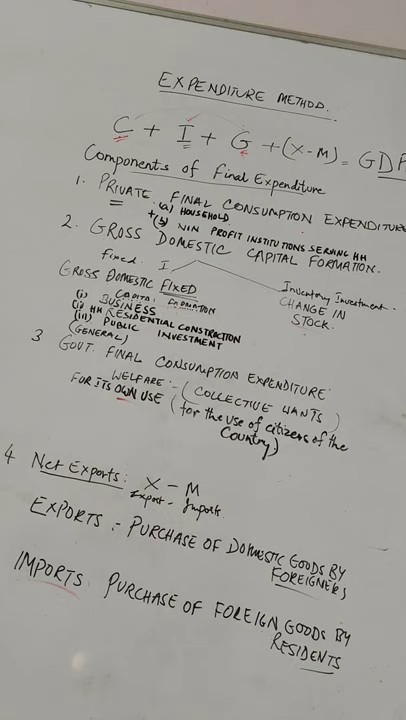 EXPENDITURE METHOD.
C + I + G + (X-M) = GDP
Components of Final Expenditure
1. PRIVATE FINAL CONSUMPTION EXPENDITURE
(a) HOUSEHOLD
+(b) NON PROFIT INSTITUTIONS SERVING HH
2. GROSS DOMESTIC CAPITAL FORMATION.
fixed I
Inventory Investment.
CHANGE IN
STOCK.
GROSS DOMESTIC FIXED
CAPITAL FORMATION
(i) BUSINESS
(ii) HH RESIDENTIAL CONSTRUCTION
(iii) PUBLIC INVESTMENT
(GENERAL)
3 GOVT. FINAL CONSUMPTION EXPENDITURE
WELFARE - (COLLECTIVE WANTS)
FOR ITS OWN USE (for the use of citizens of the
Country)
4 Net Exports: X - M
Export - Imports
EXPORTS = PURCHASE OF DOMESTIC GOODS BY
FOREIGNERS
IMPORTS: PURCHASE OF FOREIGN GOODS BY
RESIDENTS